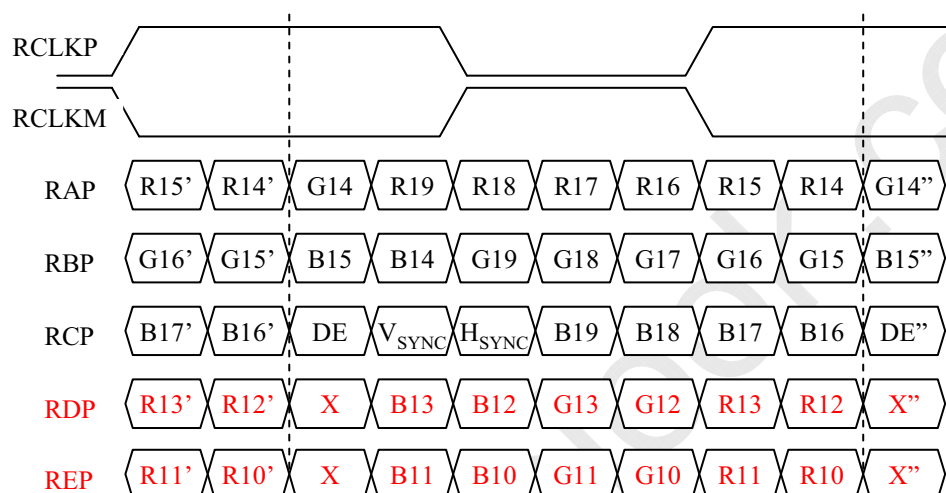 RCLKP
RCLKM
RAP R15’ R14’ G14 R19 R18 R17 R16 R15 R14 G14”
RBP G16’ G15’ B15 B14 G19 G18 G17 G16 G15 B15”
RCP B17’ B16’ DE VSYNC HSYNC B19 B18 B17 B16 DE”
RDP R13’ R12’ X B13 B12 G13 G12 R13 R12 X”
REP R11’ R10’ X B11 B10 G11 G10 R11 R10 X”